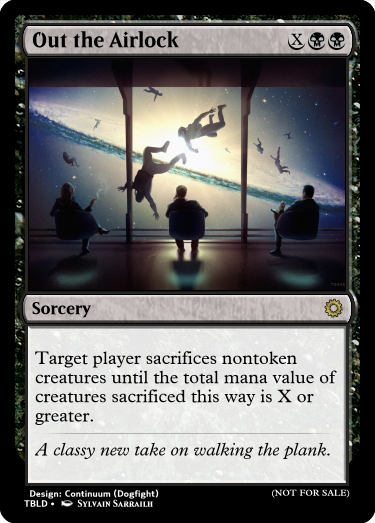 Out the Airlock X
Sorcery
Target player sacrifices nontoken
creatures until the total mana value of
creatures sacrificed this way is X or
greater.
A classy new take on walking the plank.
Design: Continuum (Dogfight) (NOT FOR SALE)
TBLD • SYLVAIN SARRAILH